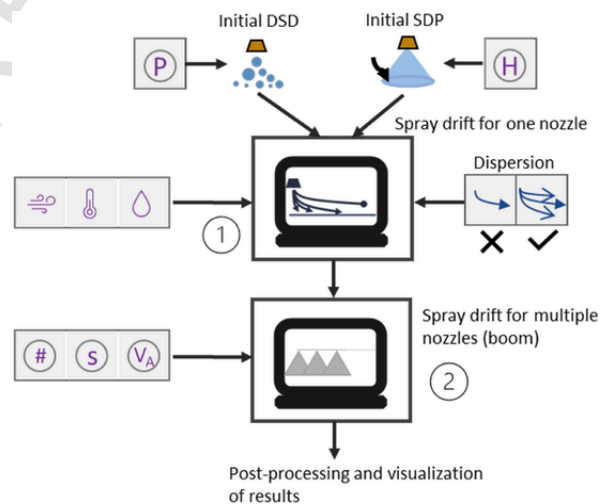 Initial DSD
Initial SDP
P
H
Spray drift for one nozzle
Dispersion
1
Spray drift for multiple
nozzles (boom)
# s VA
2
Post-processing and visualization
of results